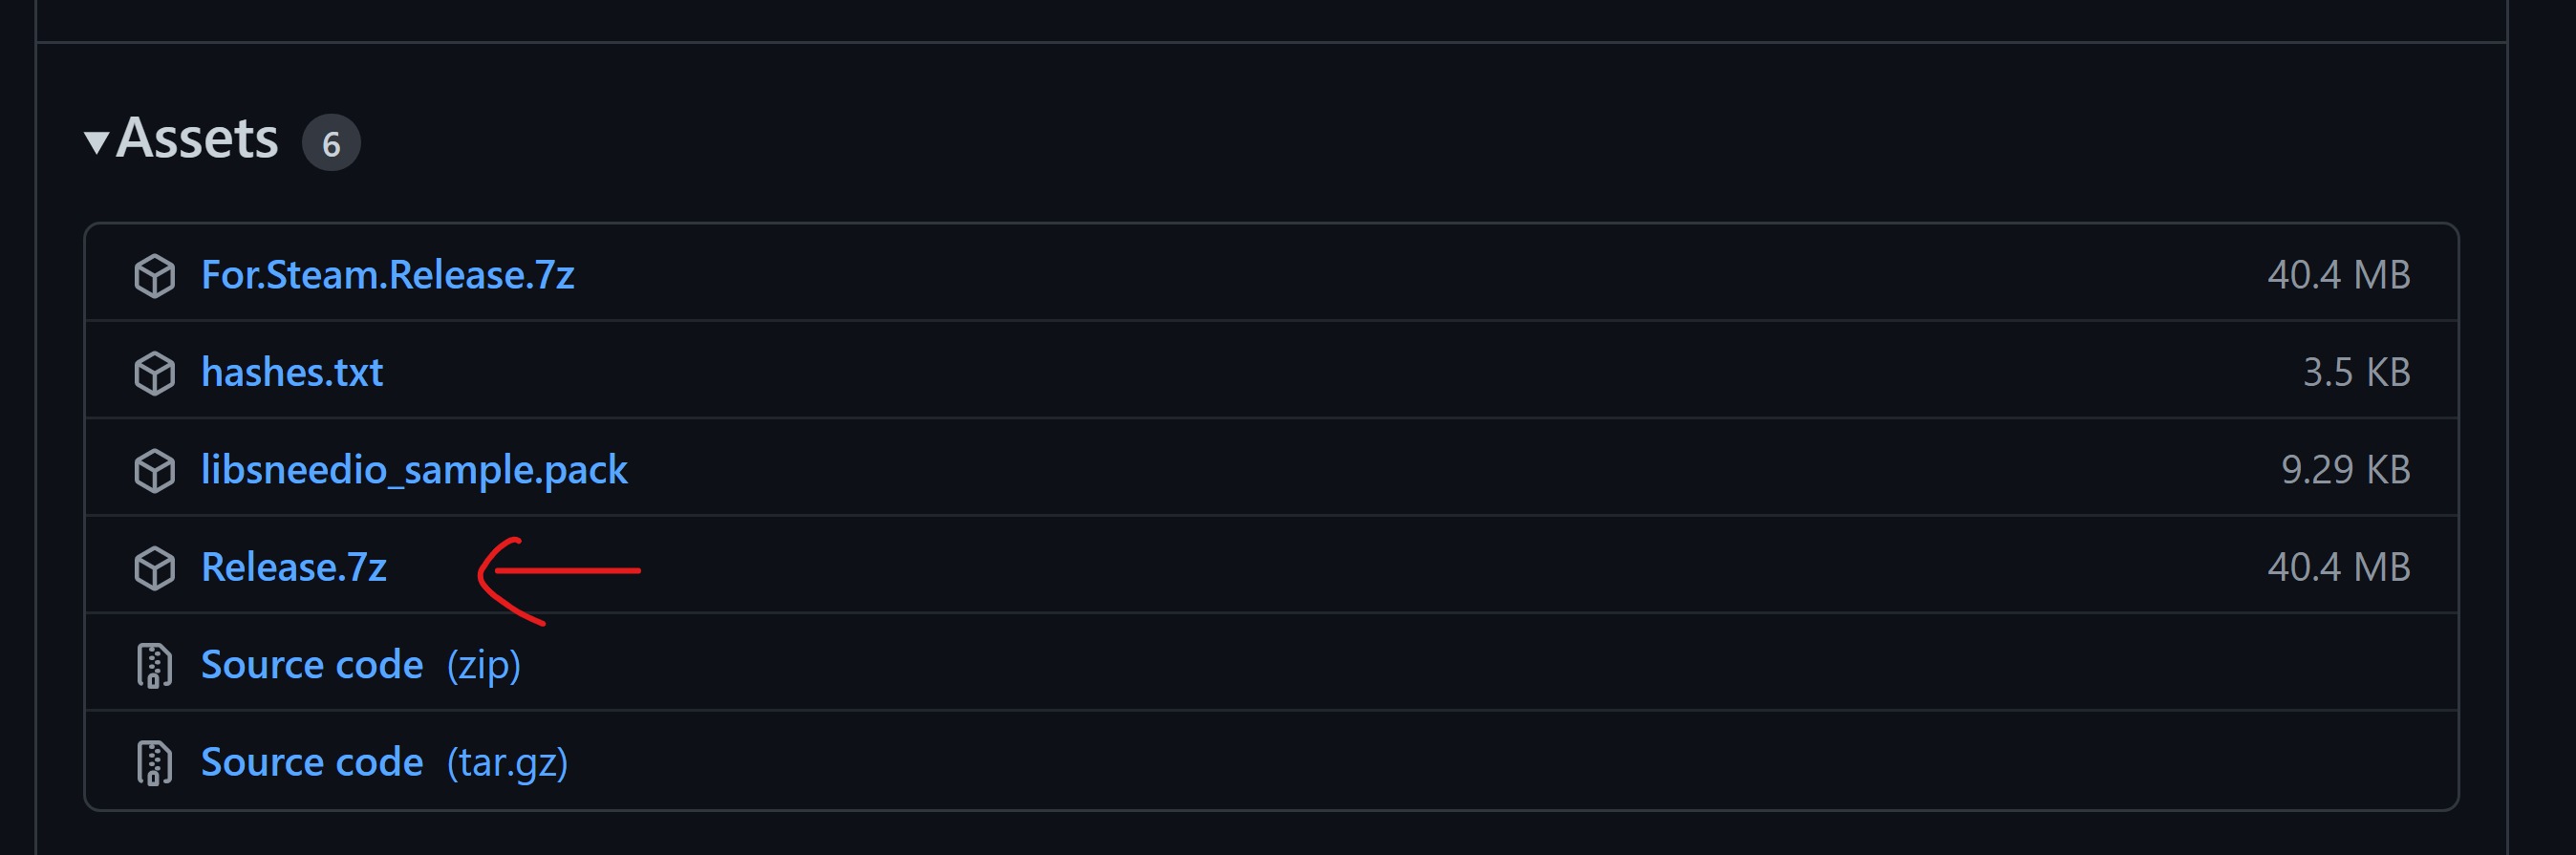 Assets 6
For.Steam.Release.7z 40.4 MB
hashes.txt 3.5 KB
libsneedio_sample.pack 9.29 KB
Release.7z 40.4 MB
Source code (zip)
Source code (tar.gz)